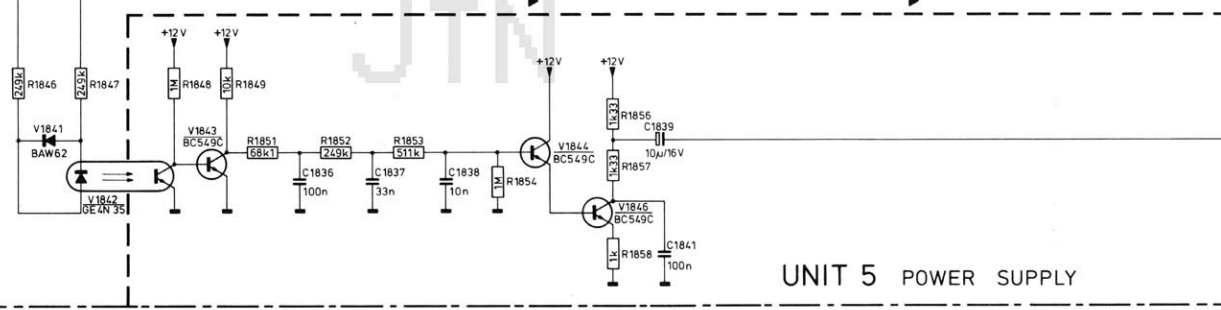 JTN
+12V
+12V
249k
R1846
249k
R1847
1M
R1848
10k
R1849
V1841
BAW62
V1842
GE4N 35
V1843
BC549C
R1851
68k1
R1852
249k
R1853
511k
C1836
100n
C1837
33n
C1838
10n
1M
R1854
+12V
V1844
BC549C
+12V
1k33
R1856
C1839
10µ/16V
1k33
R1857
V1846
BC549C
1k
R1858
C1841
100n
UNIT 5 POWER SUPPLY